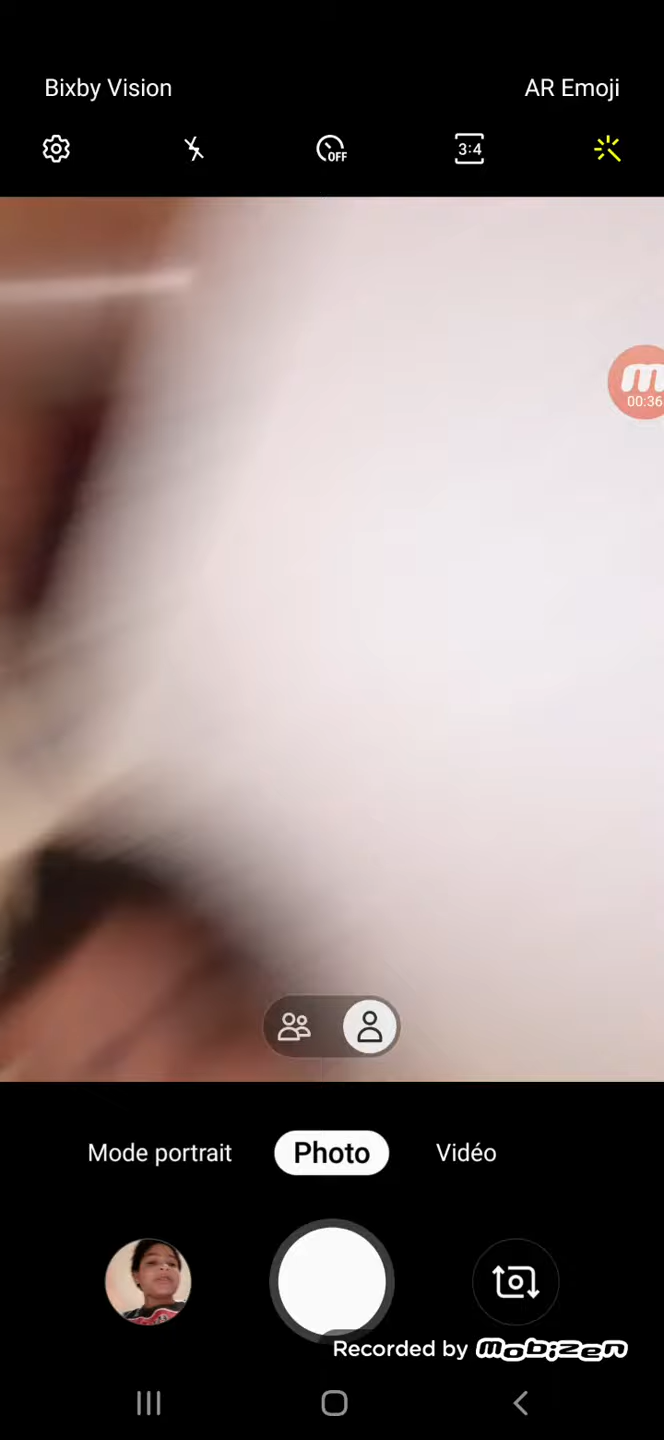 Bixby Vision
AR Emoji
OFF
3:4
m
00:36
Mode portrait
Photo
Vidéo
Recorded by mobizen